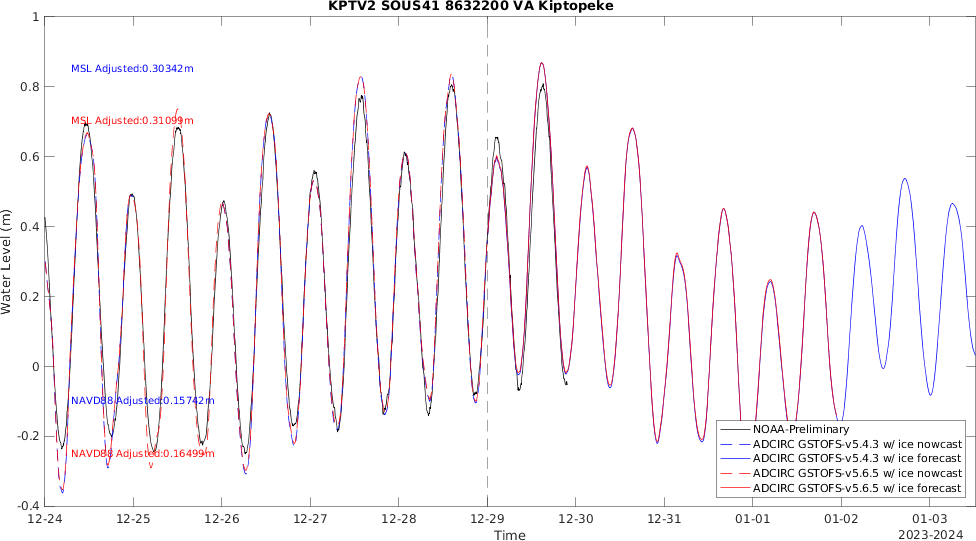 KPTV2 SOUS41 8632200 VA Kiptopeke
1
0.8
0.6
0.4
0.2
0
-0.2
-0.4
Water Level (m)
MSL Adjusted:0.30342m
MSL Adjusted:0.31099m
NAVD88 Adjusted:0.15742m
NAVD88 Adjusted:0.16499m
NOAA-Preliminary
ADCIRC GSTOFS-v5.4.3 w/ ice nowcast
ADCIRC GSTOFS-v5.4.3 w/ ice forecast
ADCIRC GSTOFS-v5.6.5 w/ ice nowcast
ADCIRC GSTOFS-v5.6.5 w/ ice forecast
12-24 12-25 12-26 12-27 12-28 12-29 12-30 12-31 01-01 01-02 01-03
Time
2023-2024